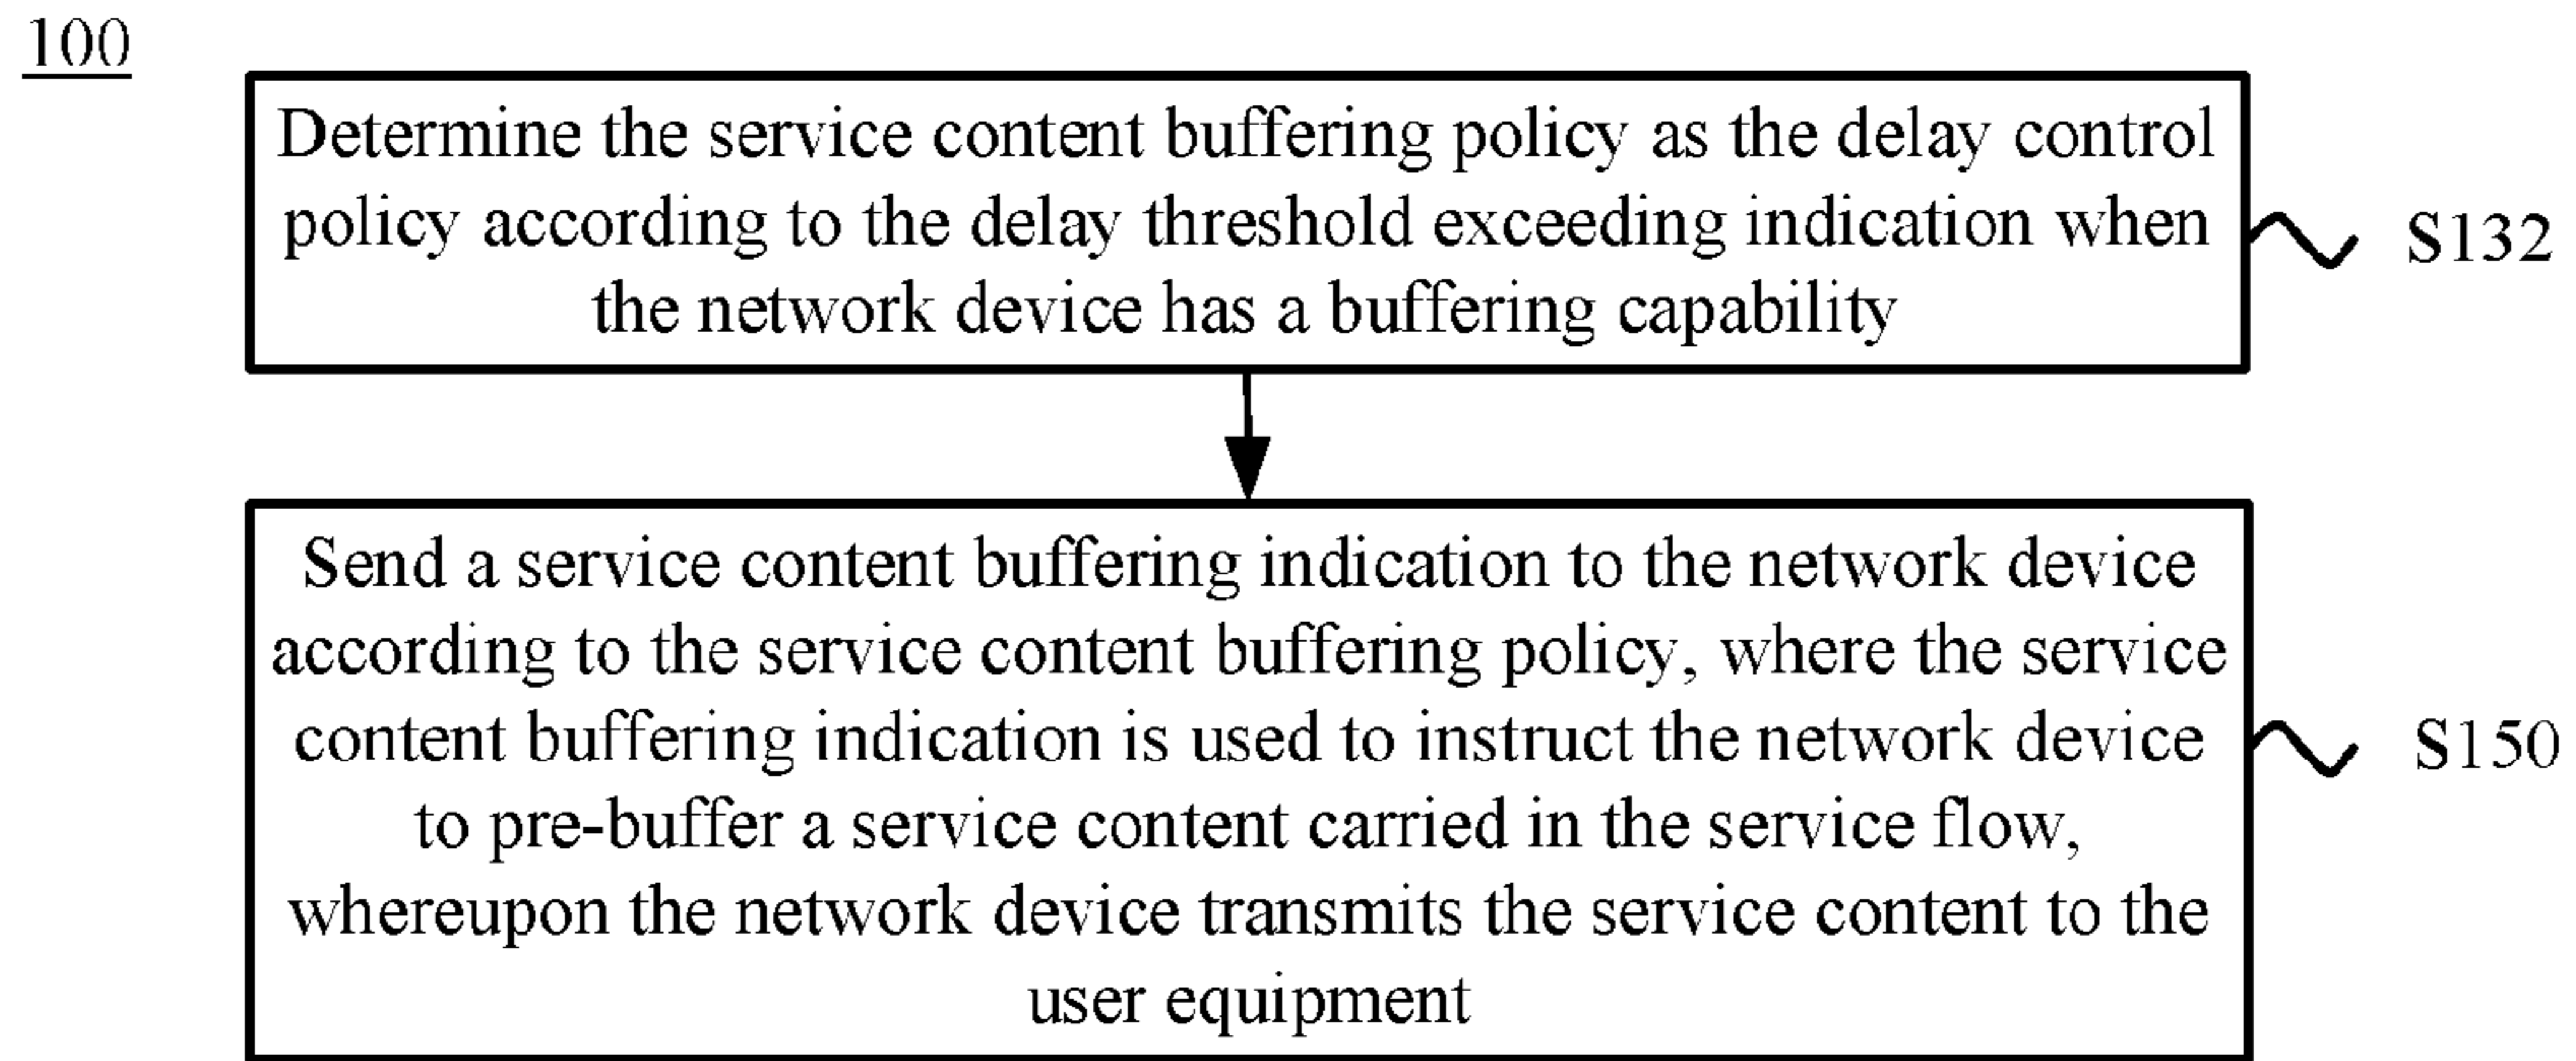 100
Determine the service content buffering policy as the delay control
policy according to the delay threshold exceeding indication when
the network device has a buffering capability
S132
Send a service content buffering indication to the network device
according to the service content buffering policy, where the service
content buffering indication is used to instruct the network device
to pre-buffer a service content carried in the service flow,
whereupon the network device transmits the service content to the
user equipment
S150